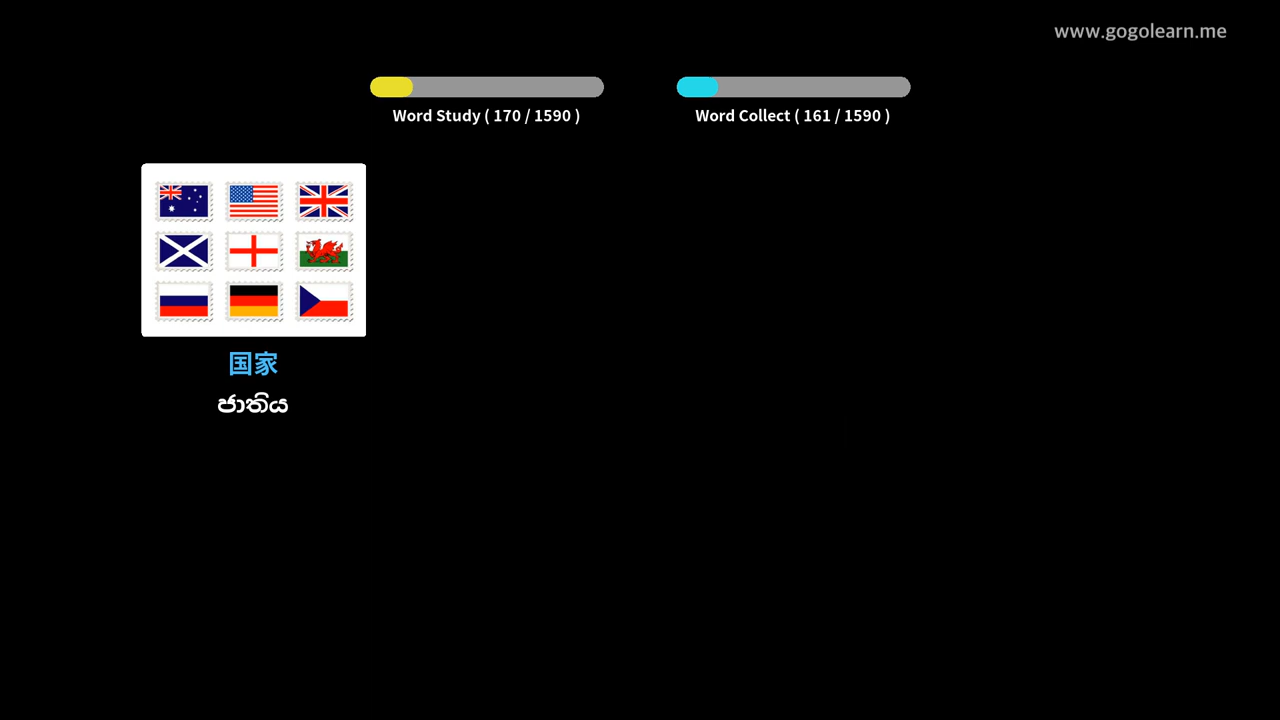 www.gogolearn.me
Word Study ( 170 / 1590 )
Word Collect ( 161 / 1590 )
国家
ජාතිය